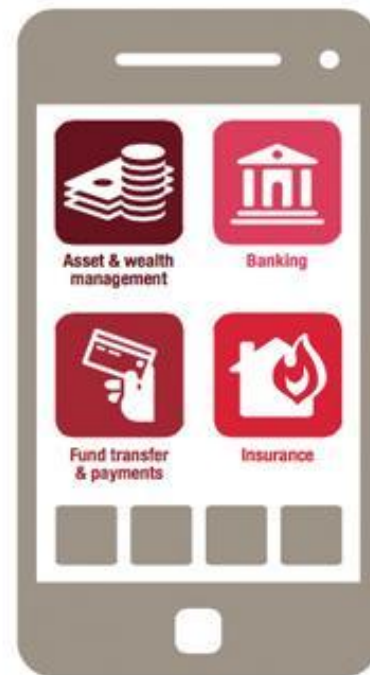 Asset & wealth
management
Banking
Fund transfer
& payments
Insurance